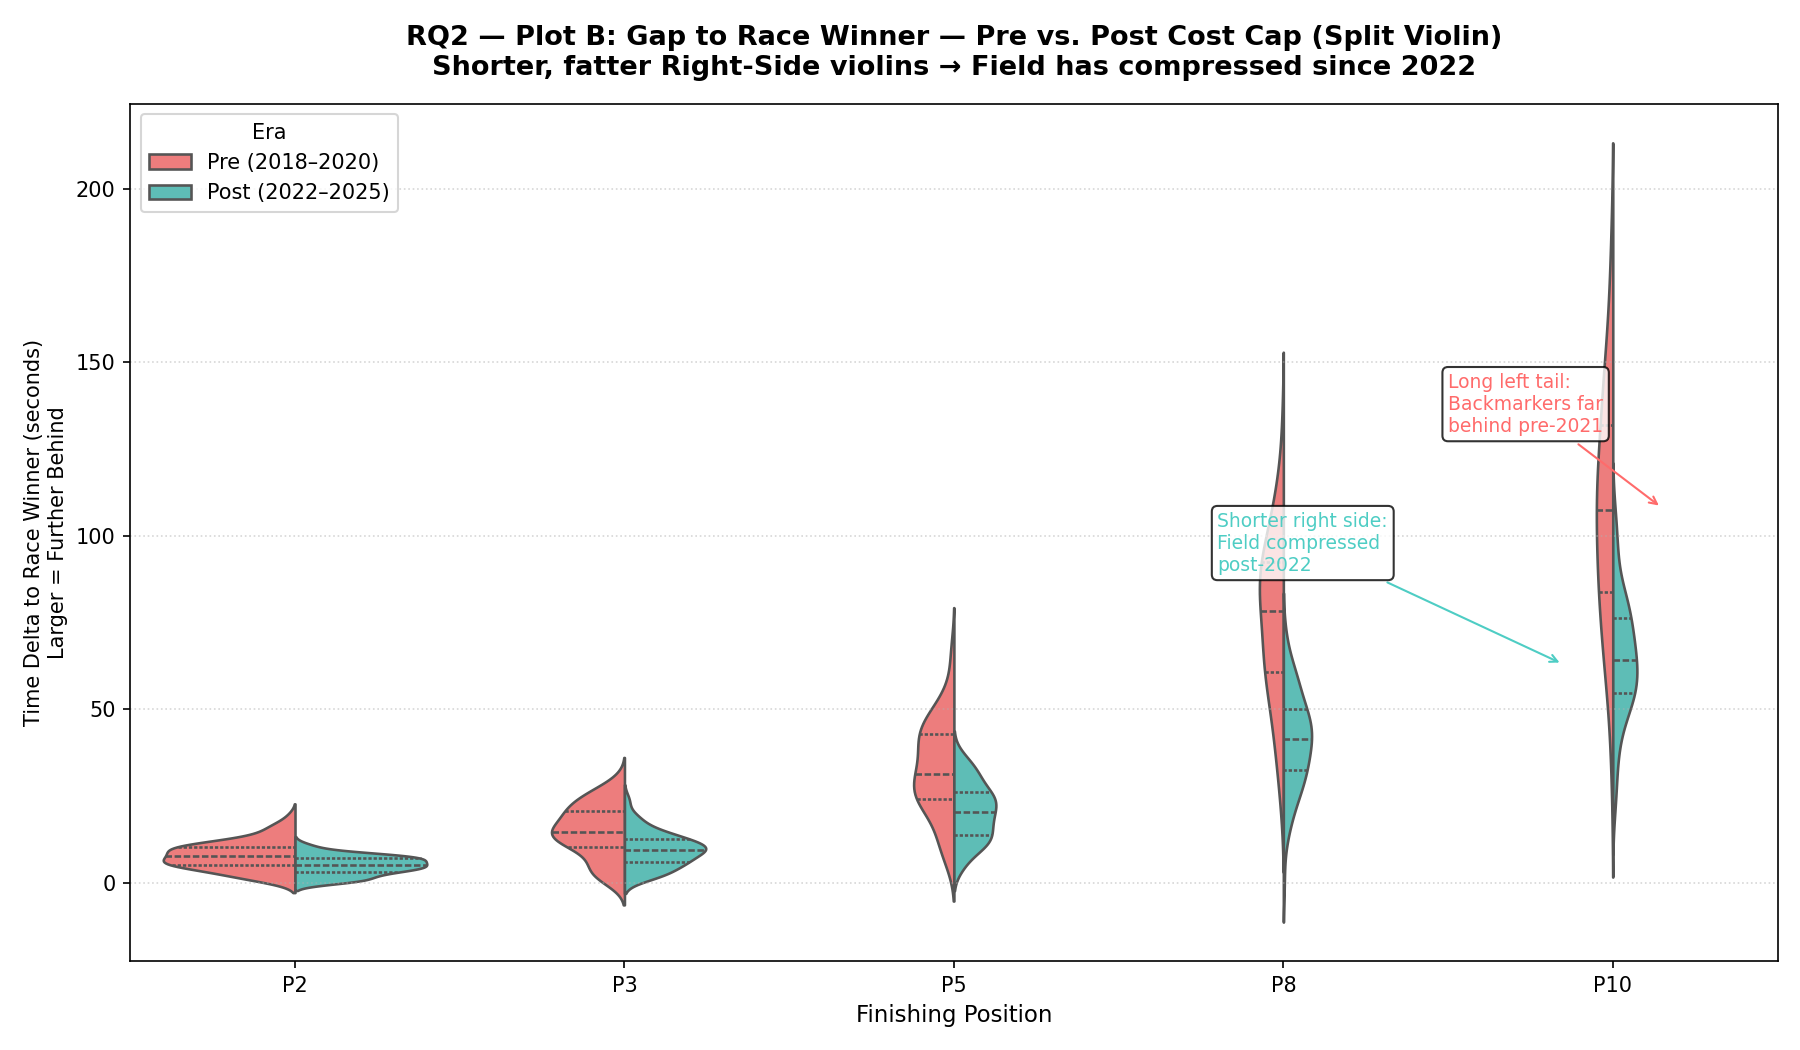 RQ2 — Plot B: Gap to Race Winner — Pre vs. Post Cost Cap (Split Violin)
Shorter, fatter Right-Side violins → Field has compressed since 2022
Era
Pre (2018–2020)
Post (2022–2025)
200
150
100
50
0
Time Delta to Race Winner (seconds)
Larger = Further Behind
Long left tail:
Backmarkers far
behind pre-2021
Shorter right side:
Field compressed
post-2022
P2
P3
P5
P8
P10
Finishing Position